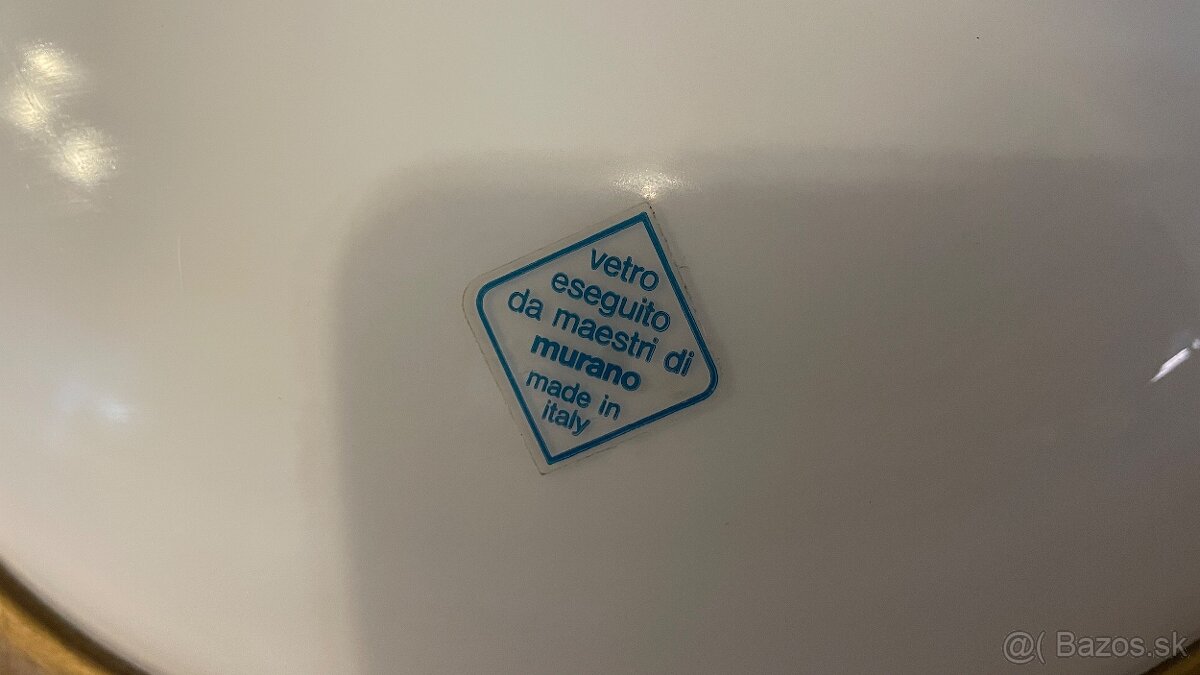 vetro
eseguito
da maestri di
murano
made in
italy
@( Bazos.sk